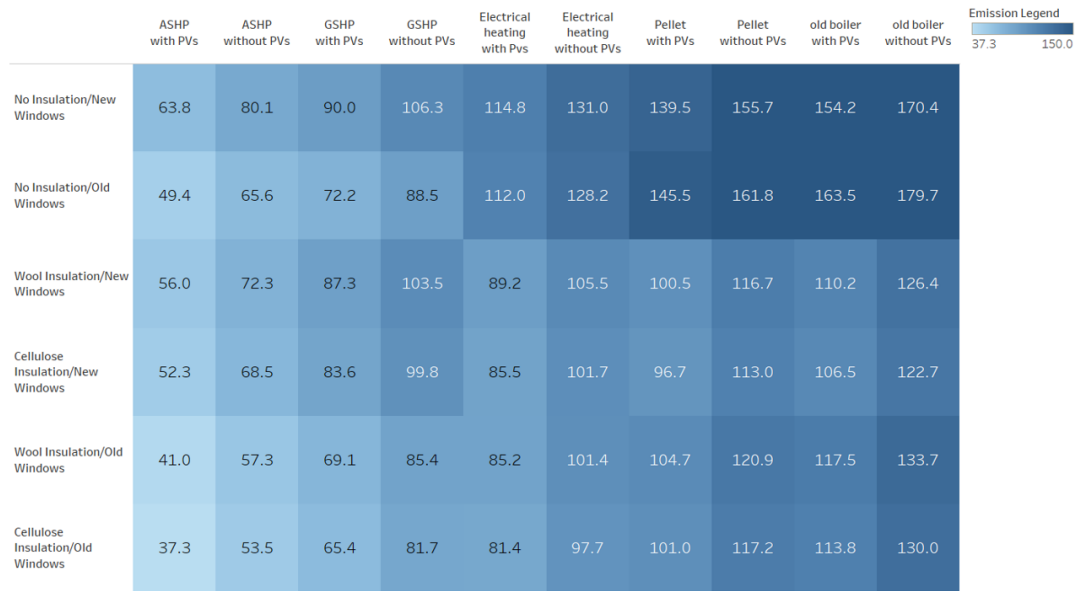 ASHP with PVs
ASHP without PVs
GSHP with PVs
GSHP without PVs
Electrical heating with Pvs
Electrical heating without PVs
Pellet with PVs
Pellet without PVs
old boiler with PVs
old boiler without PVs
Emission Legend
37.3 150.0
No Insulation/New Windows
63.8 80.1 90.0 106.3 114.8 131.0 139.5 155.7 154.2 170.4
No Insulation/Old Windows
49.4 65.6 72.2 88.5 112.0 128.2 145.5 161.8 163.5 179.7
Wool Insulation/New Windows
56.0 72.3 87.3 103.5 89.2 105.5 100.5 116.7 110.2 126.4
Cellulose Insulation/New Windows
52.3 68.5 83.6 99.8 85.5 101.7 96.7 113.0 106.5 122.7
Wool Insulation/Old Windows
41.0 57.3 69.1 85.4 85.2 101.4 104.7 120.9 117.5 133.7
Cellulose Insulation/Old Windows
37.3 53.5 65.4 81.7 81.4 97.7 101.0 117.2 113.8 130.0